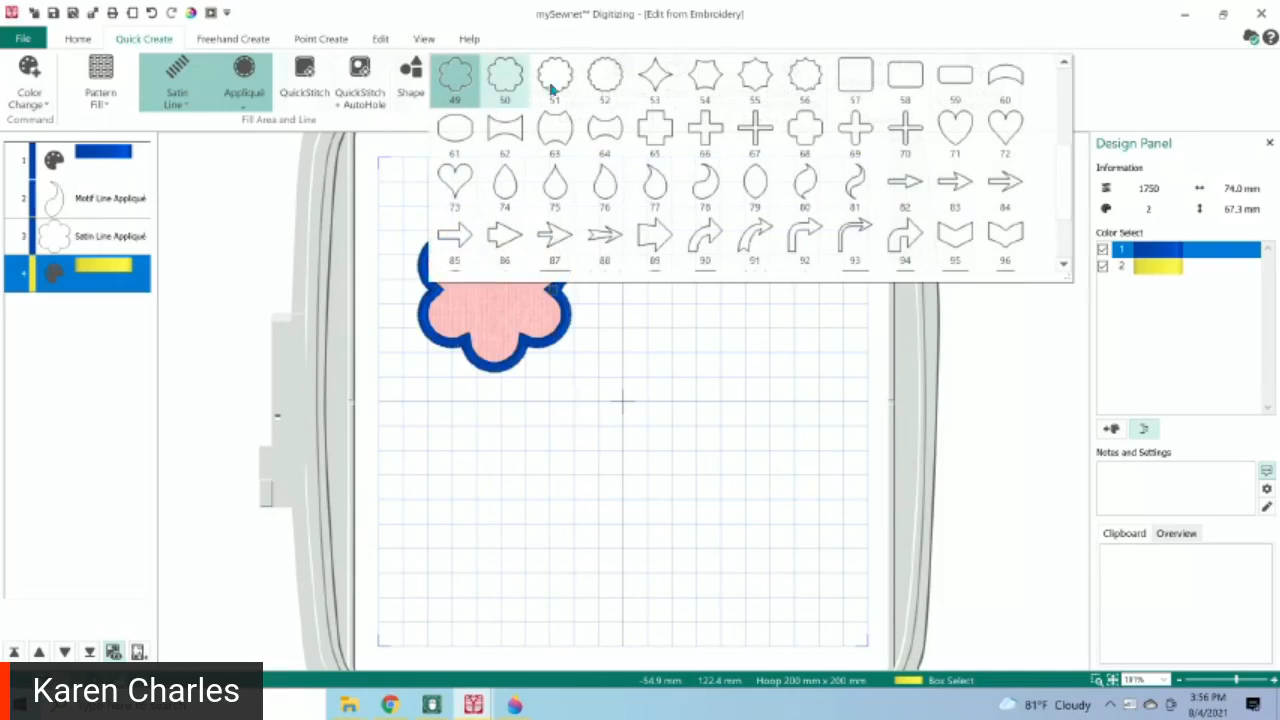 mySewnet™ Digitizing - [Edit from Embroidery]
File Home Quick Create Freehand Create Point Create Edit View Help
Color Change
Pattern Fill
Satin Line
Appliqué
QuickStitch
QuickStitch + AutoHole
Shape
Command
Fill Area and Line
49 50 51 52 53 54 55 56 57 58 59 60
61 62 63 64 65 66 67 68 69 70 71 72
73 74 75 76 77 78 79 80 81 82 83 84
85 86 87 88 89 90 91 92 93 94 95 96
1
2 Motif Line Appliqué
3 Satin Line Appliqué
4
Design Panel
Information
1750 74.0 mm
2 67.3 mm
Color Select
1
2
Notes and Settings
Clipboard Overview
-54.9 mm 122.4 mm Hoop 200 mm x 200 mm Box Select
Karen Charles
81°F Cloudy
3:56 PM
8/4/2021